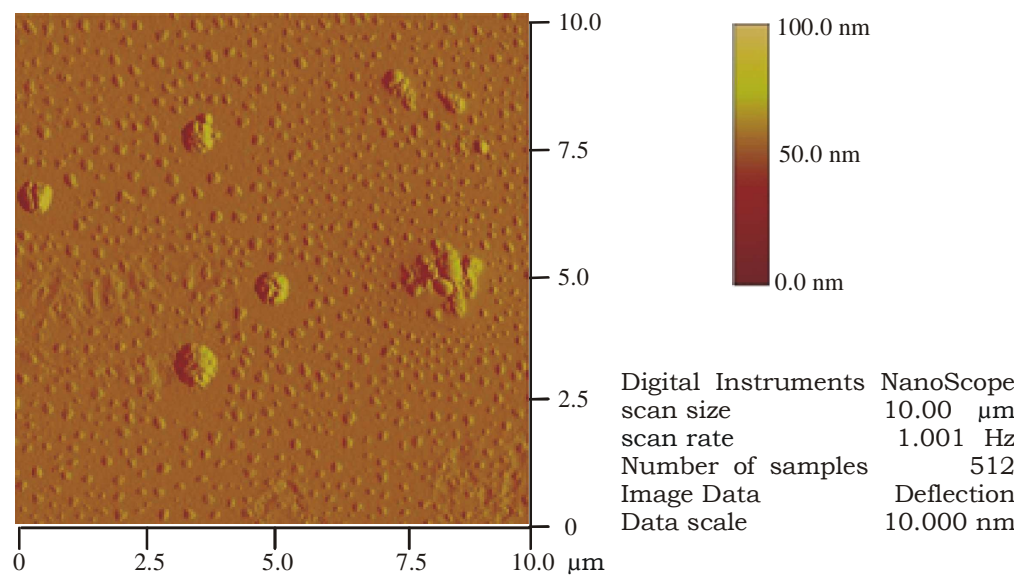 10.0
7.5
5.0
2.5
0
0 2.5 5.0 7.5 10.0 µm
100.0 nm
50.0 nm
0.0 nm
Digital Instruments NanoScope
scan size 10.00 µm
scan rate 1.001 Hz
Number of samples 512
Image Data Deflection
Data scale 10.000 nm